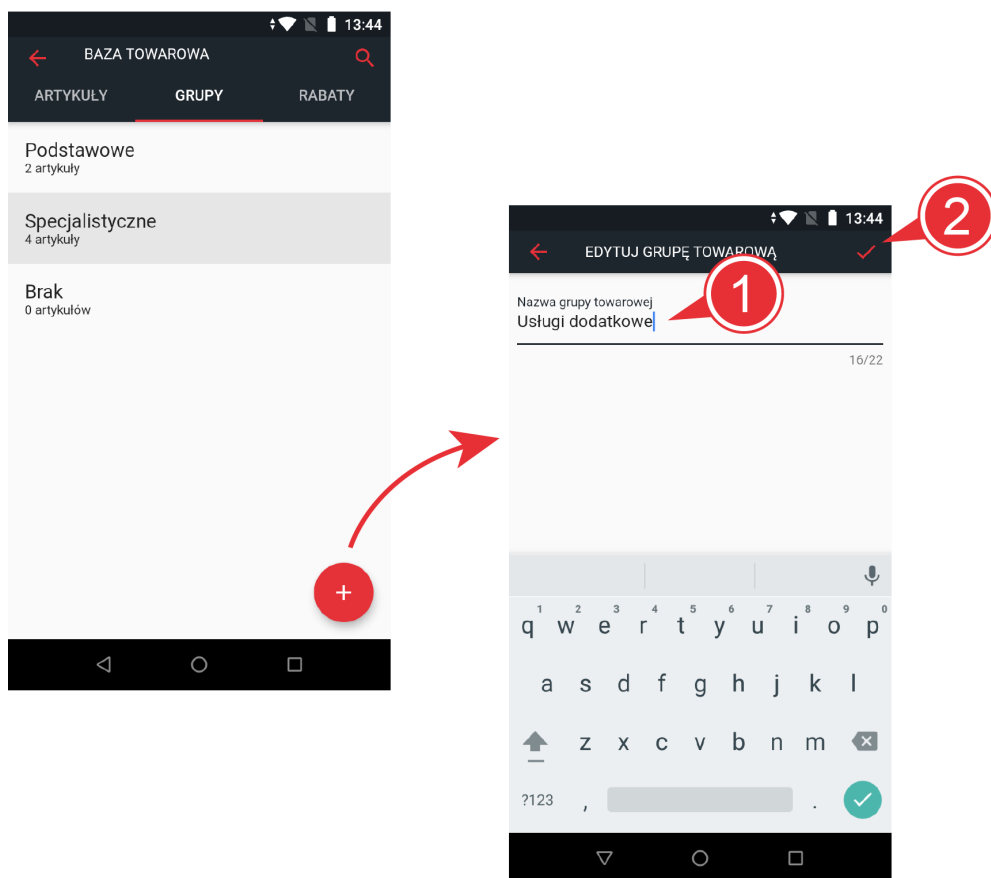 13:44
BAZA TOWAROWA
ARTYKUŁY GRUPY RABATY
Podstawowe
2 artykuły
Specjalistyczne
4 artykuły
Brak
0 artykułów
+
13:44
2
EDYTUJ GRUPĘ TOWAROWĄ
1
Nazwa grupy towarowej
Usługi dodatkowe
16/22
1 2 3 4 5 6 7 8 9 0
q w e r t y u i o p
a s d f g h j k l
z x c v b n m
?123 , .